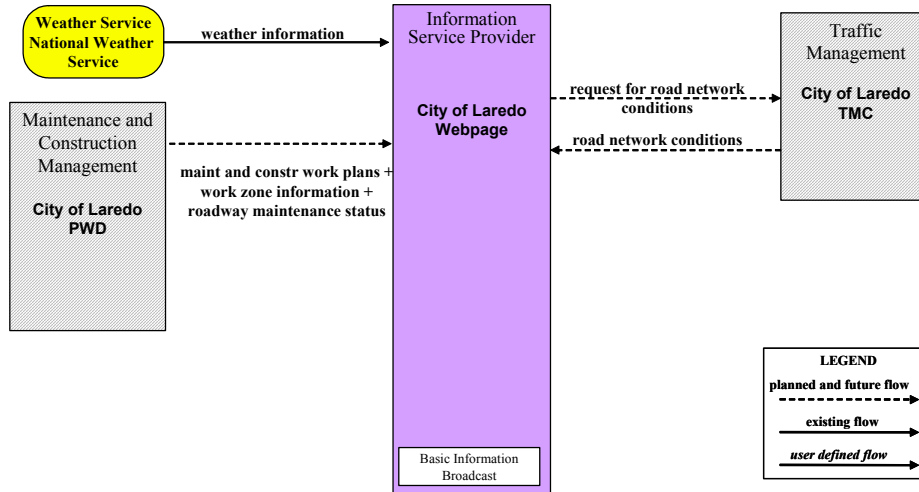 Weather Service
National Weather
Service
weather information
Maintenance and
Construction
Management
City of Laredo
PWD
maint and constr work plans +
work zone information +
roadway maintenance status
Information
Service Provider
City of Laredo
Webpage
Basic Information
Broadcast
request for road network
conditions
road network conditions
Traffic
Management
City of Laredo
TMC
LEGEND
planned and future flow
existing flow
user defined flow